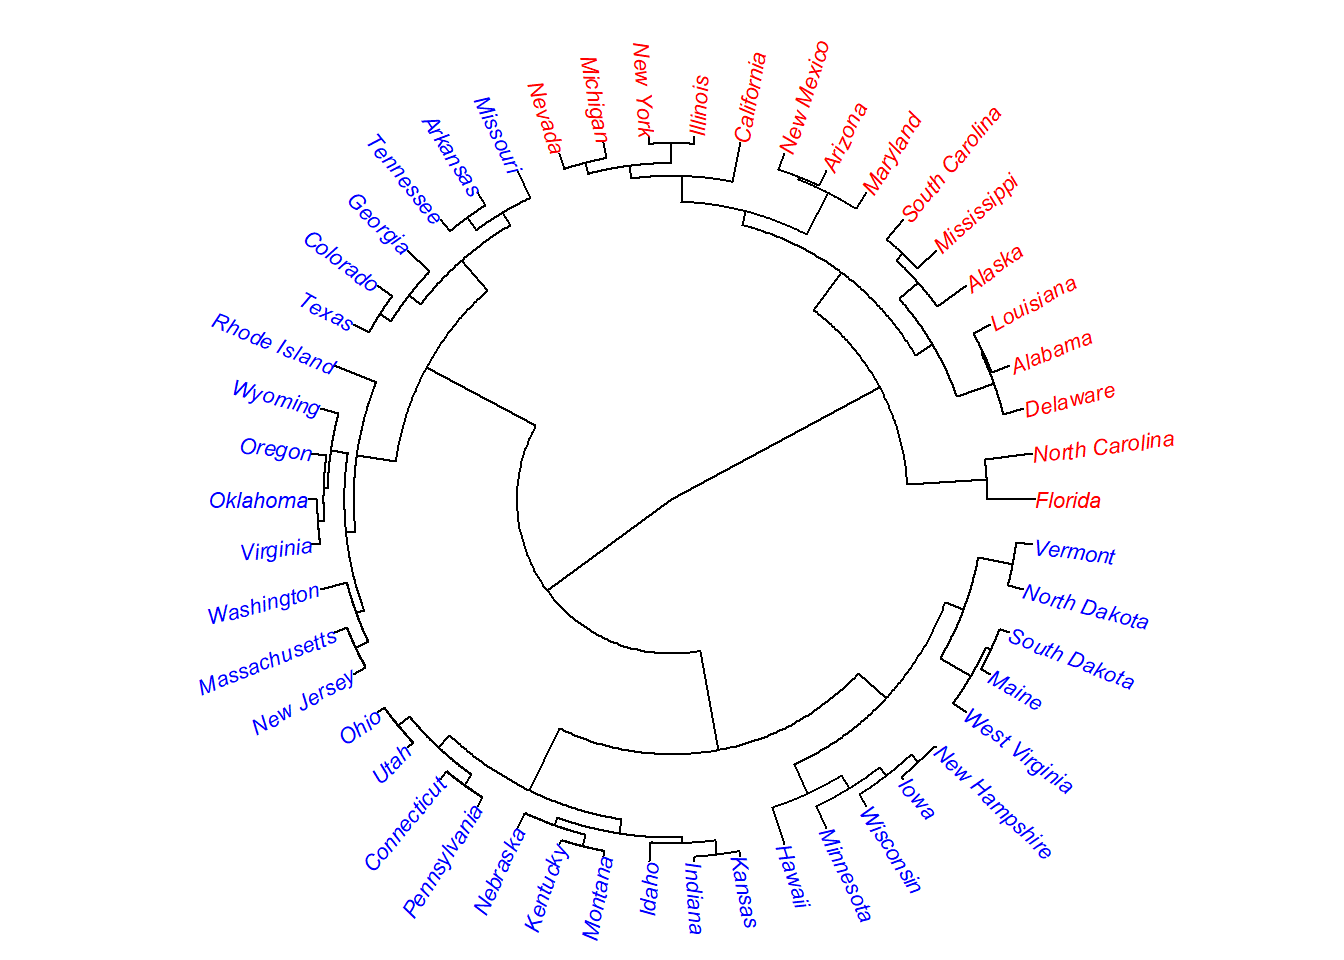 Florida
North Carolina
Delaware
Alabama
Louisiana
Alaska
Mississippi
South Carolina
Maryland
Arizona
New Mexico
California
Illinois
New York
Michigan
Nevada
Missouri
Arkansas
Tennessee
Georgia
Colorado
Texas
Rhode Island
Wyoming
Oregon
Oklahoma
Virginia
Washington
Massachusetts
New Jersey
Ohio
Utah
Connecticut
Pennsylvania
Nebraska
Kentucky
Montana
Idaho
Indiana
Kansas
Hawaii
Minnesota
Wisconsin
Iowa
New Hampshire
West Virginia
Maine
South Dakota
North Dakota
Vermont